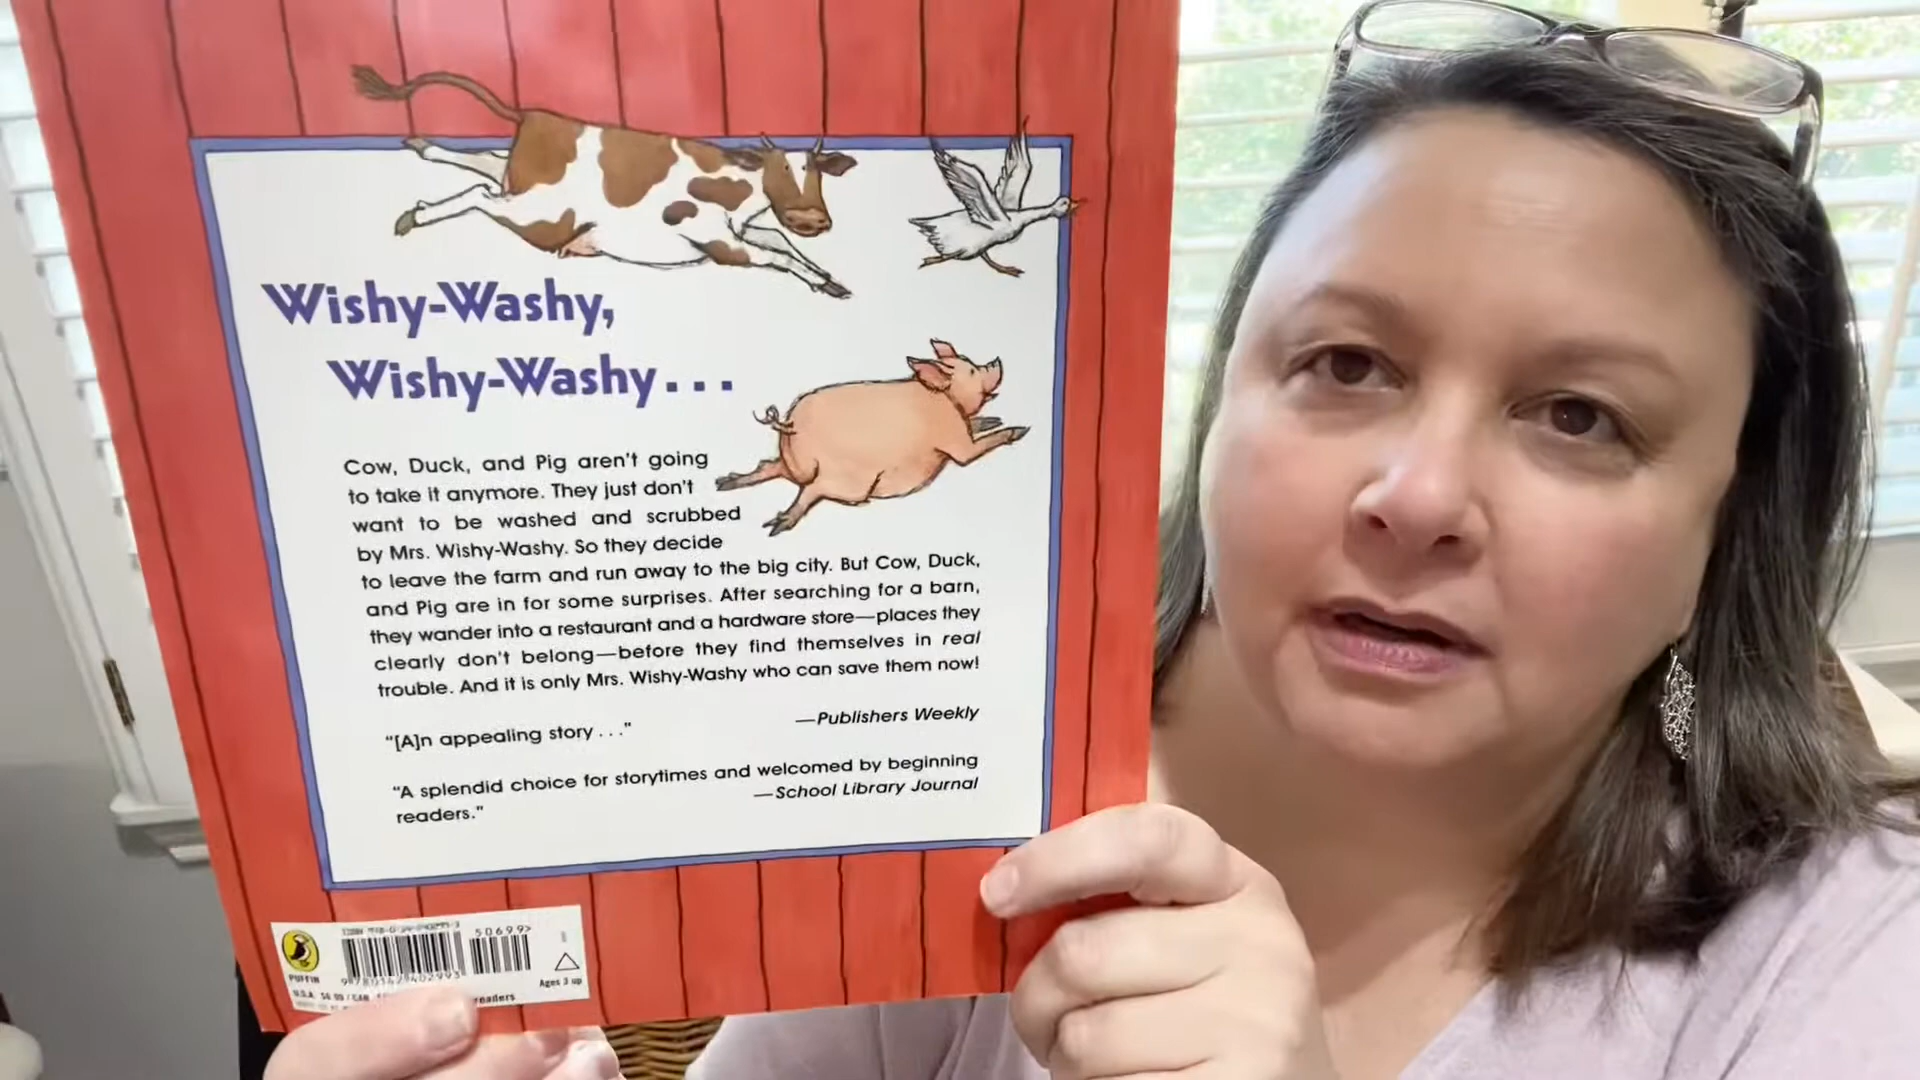 Wishy-Washy,
Wishy-Washy...
Cow, Duck, and Pig aren't going
to take it anymore. They just don't
want to be washed and scrubbed
by Mrs. Wishy-Washy. So they decide
to leave the farm and run away to the big city. But Cow, Duck,
and Pig are in for some surprises. After searching for a barn,
they wander into a restaurant and a hardware store—places they
clearly don't belong—before they find themselves in real
trouble. And it is only Mrs. Wishy-Washy who can save them now!
"[A]n appealing story . . ." —Publishers Weekly
"A splendid choice for storytimes and welcomed by beginning
readers." —School Library Journal
50699>
PUFFIN
Ages 3 up
U.S.A.
readers